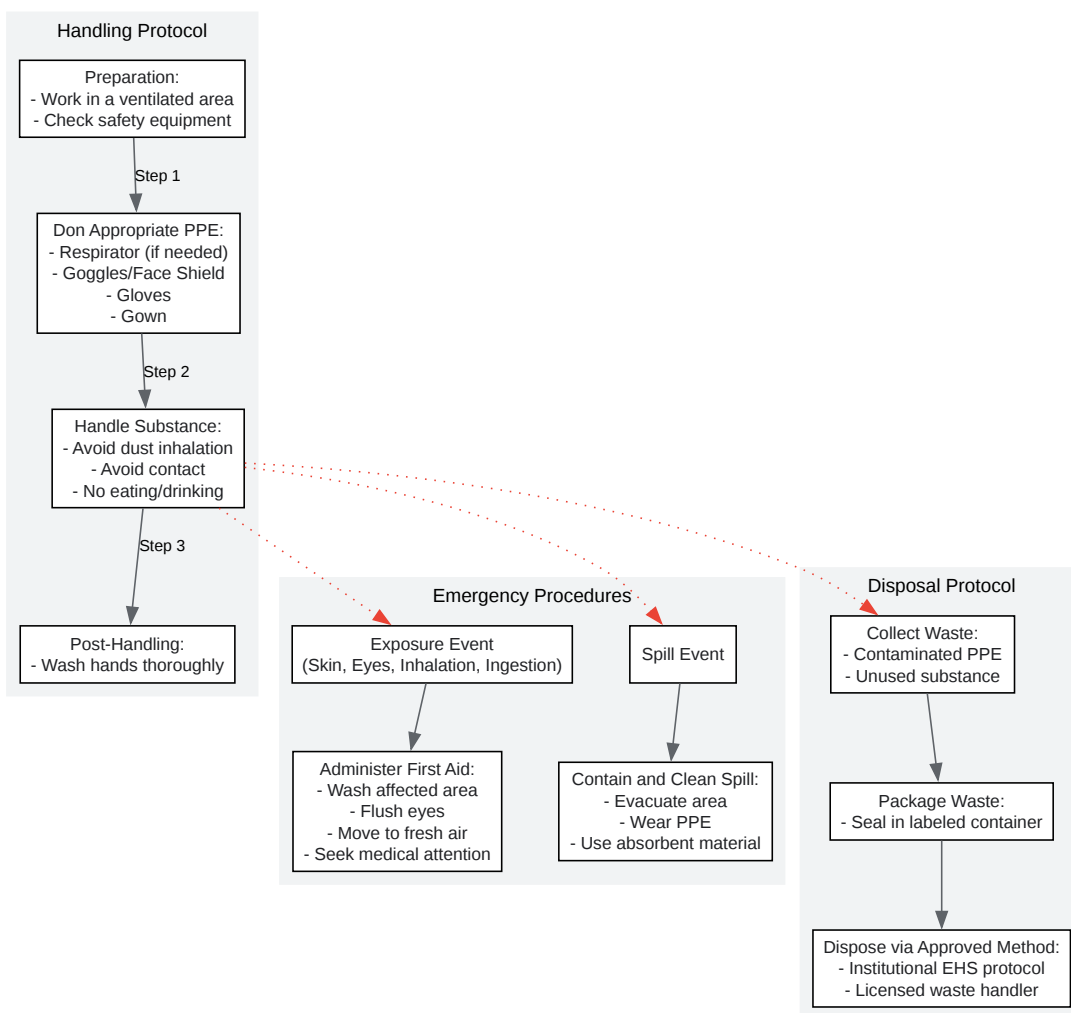 Handling Protocol
Preparation:
- Work in a ventilated area
- Check safety equipment
Step 1
Don Appropriate PPE:
- Respirator (if needed)
- Goggles/Face Shield
- Gloves
- Gown
Step 2
Handle Substance:
- Avoid dust inhalation
- Avoid contact
- No eating/drinking
Step 3
Post-Handling:
- Wash hands thoroughly
Emergency Procedures
Exposure Event
(Skin, Eyes, Inhalation, Ingestion)
Administer First Aid:
- Wash affected area
- Flush eyes
- Move to fresh air
- Seek medical attention
Spill Event
Contain and Clean Spill:
- Evacuate area
- Wear PPE
- Use absorbent material
Disposal Protocol
Collect Waste:
- Contaminated PPE
- Unused substance
Package Waste:
- Seal in labeled container
Dispose via Approved Method:
- Institutional EHS protocol
- Licensed waste handler